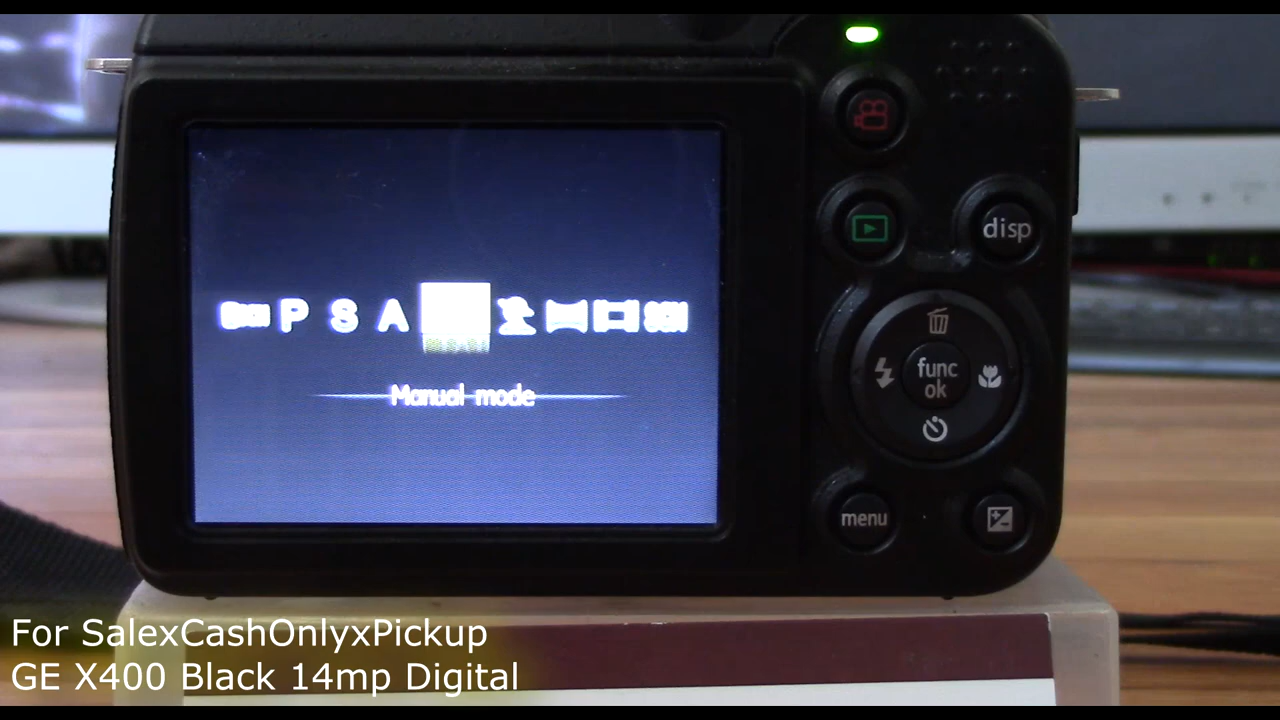 P S A
Manual mode
disp
func
ok
menu
For SalexCashOnlyxPickup
GE X400 Black 14mp Digital